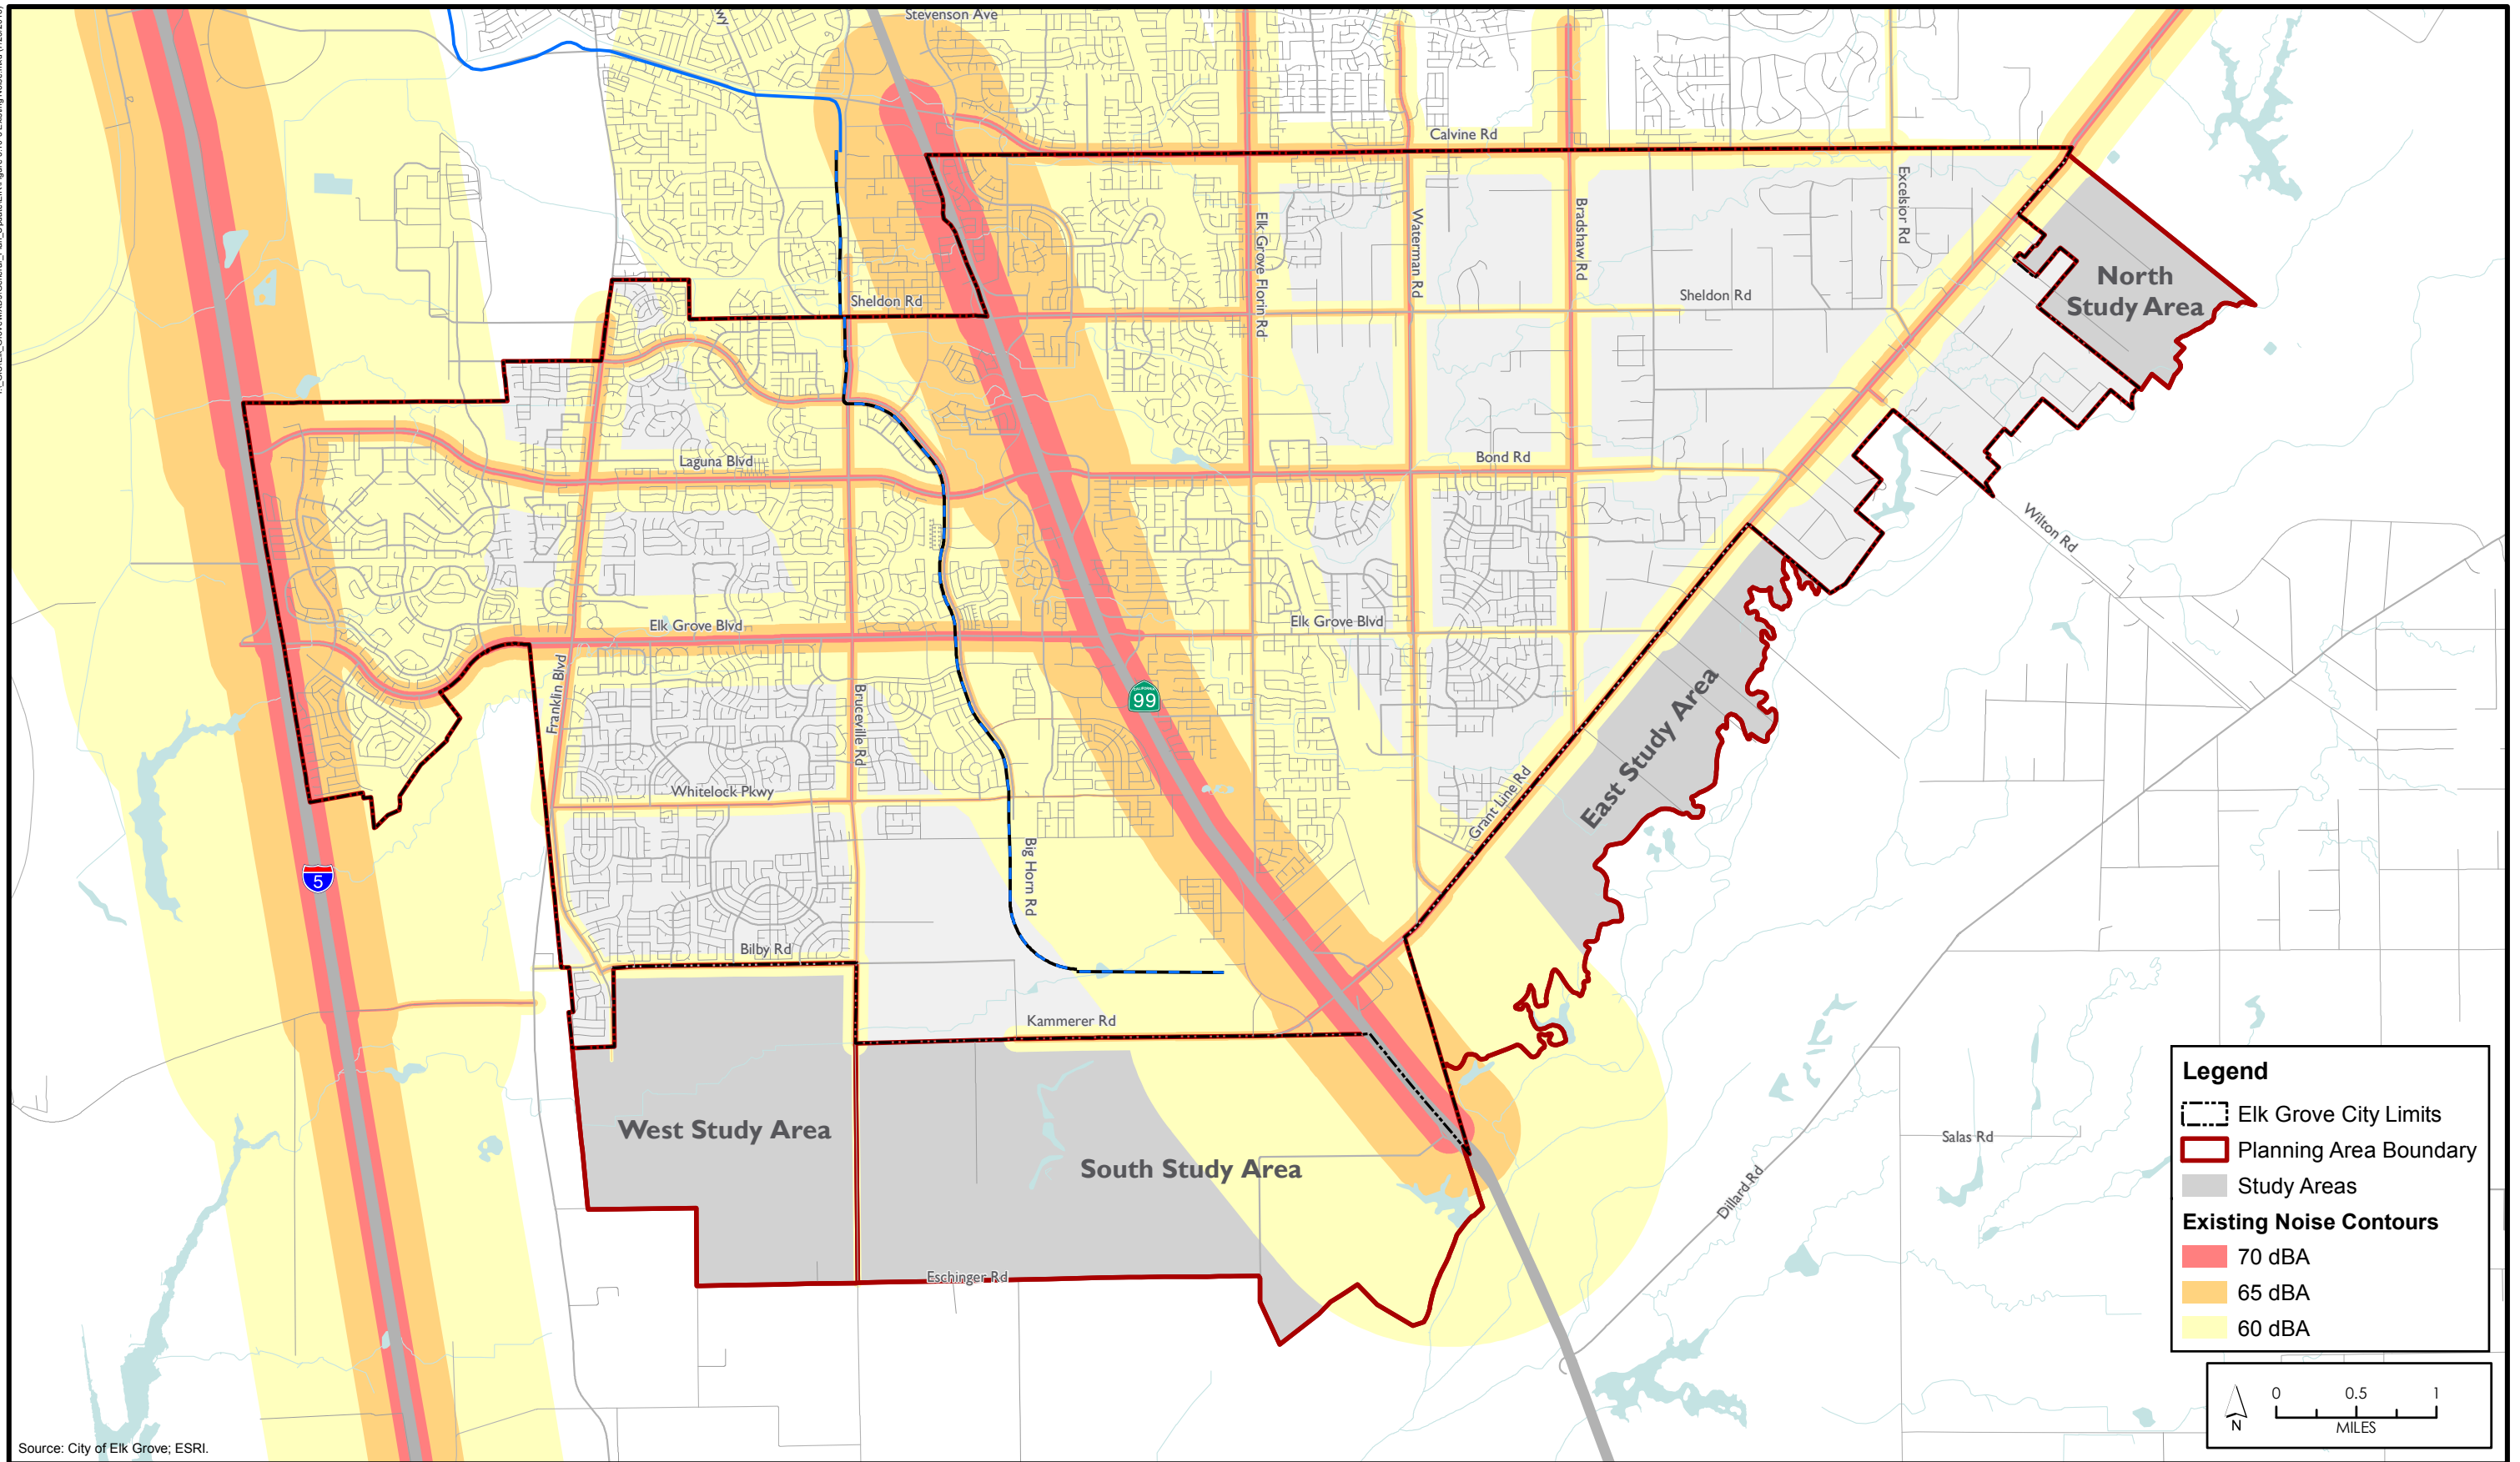 Stevenson Ave
Calvine Rd
Elk Grove Florin Rd
Waterman Rd
Bradshaw Rd
Excelsior Rd
North
Study Area
Sheldon Rd
Sheldon Rd
Laguna Blvd
Bond Rd
Wilton Rd
Elk Grove Blvd
Elk Grove Blvd
Franklin Blvd
Bruceville Rd
CALIFORNIA
99
East Study Area
Whitelock Pkwy
Grant Line Rd
5
Big Horn Rd
Bilby Rd
Kammerer Rd
West Study Area
South Study Area
Salas Rd
Dillard Rd
Eschinger Rd
Legend
Elk Grove City Limits
Planning Area Boundary
Study Areas
Existing Noise Contours
70 dBA
65 dBA
60 dBA
0 0.5 1
N
MILES
Source: City of Elk Grove; ESRI.